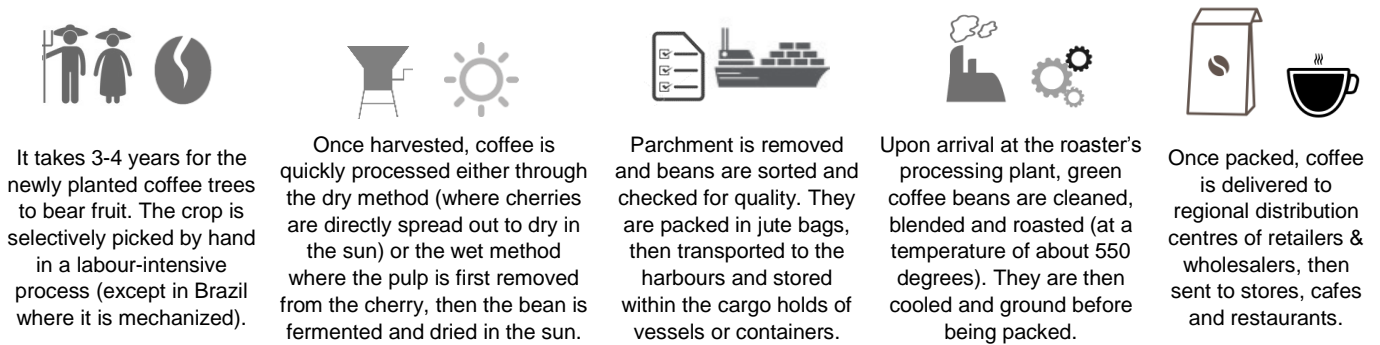 It takes 3-4 years for the
newly planted coffee trees
to bear fruit. The crop is
selectively picked by hand
in a labour-intensive
process (except in Brazil
where it is mechanized).
Once harvested, coffee is
quickly processed either through
the dry method (where cherries
are directly spread out to dry in
the sun) or the wet method
where the pulp is first removed
from the cherry, then the bean is
fermented and dried in the sun.
Parchment is removed
and beans are sorted and
checked for quality. They
are packed in jute bags,
then transported to the
harbours and stored
within the cargo holds of
vessels or containers.
Upon arrival at the roaster's
processing plant, green
coffee beans are cleaned,
blended and roasted (at a
temperature of about 550
degrees). They are then
cooled and ground before
being packed.
Once packed, coffee
is delivered to
regional distribution
centres of retailers &
wholesalers, then
sent to stores, cafes
and restaurants.